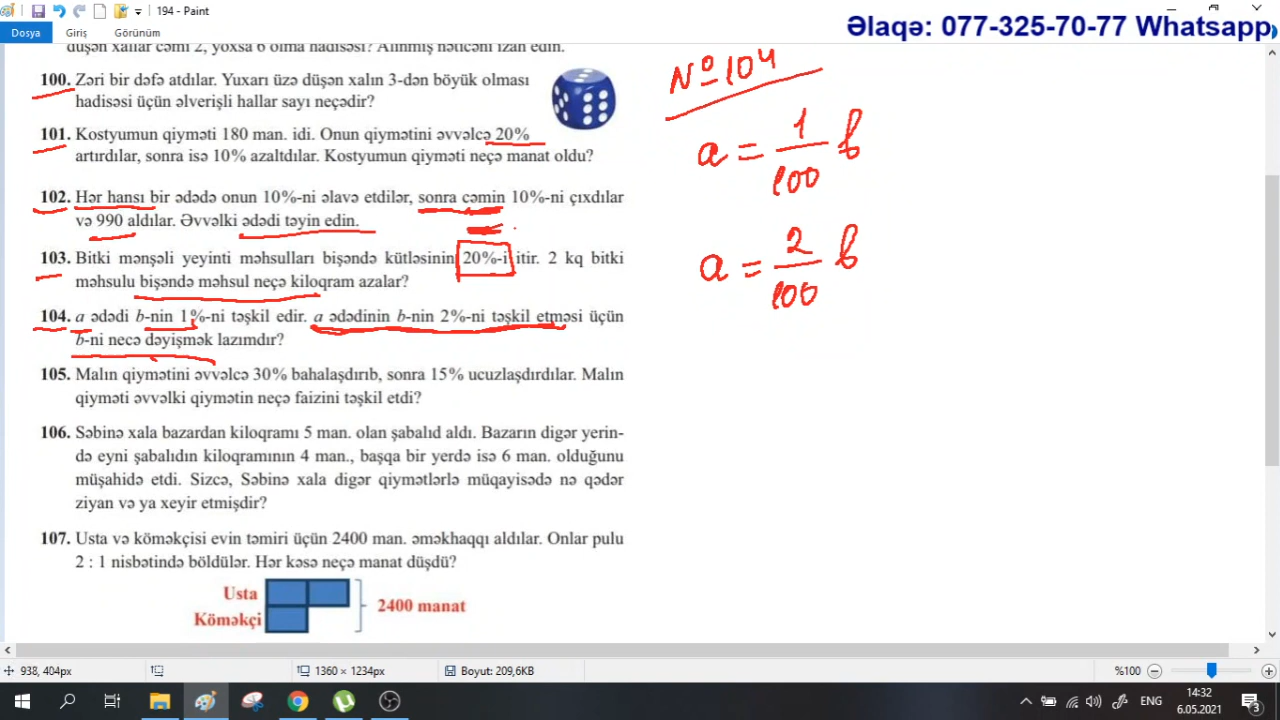 194 - Paint
Dosya
Giriş
Görünüm
Əlaqə: 077-325-70-77 Whatsapp
düşən xallar cəmi 2, yoxsa 6 olma hadisəsi? Alınmış nəticəni izah edin.
100. Zəri bir dəfə atdılar. Yuxarı üzə düşən xalın 3-dən böyük olması
hadisəsi üçün əlverişli hallar sayı neçədir?
101. Kostyumun qiyməti 180 man. idi. Onun qiymətini əvvəlcə 20%
artırdılar, sonra isə 10% azaltdılar. Kostyumun qiyməti neçə manat oldu?
102. Hər hansı bir ədədə onun 10%-ni əlavə etdilər, sonra cəmin 10%-ni çıxdılar
və 990 aldılar. Əvvəlki ədədi təyin edin.
103. Bitki mənşəli yeyinti məhsulları bişəndə kütləsinin 20%-i itir. 2 kq bitki
məhsulu bişəndə məhsul neçə kiloqram azalar?
104. a ədədi b-nin 1%-ni təşkil edir. a ədədinin b-nin 2%-ni təşkil etməsi üçün
b-ni necə dəyişmək lazımdır?
105. Malın qiymətini əvvəlcə 30% bahalaşdırıb, sonra 15% ucuzlaşdırdılar. Malın
qiyməti əvvəlki qiymətin neçə faizini təşkil etdi?
106. Səbinə xala bazardan kiloqramı 5 man. olan şabalıd aldı. Bazarın digər yerin-
də eyni şabalıdın kiloqramının 4 man., başqa bir yerdə isə 6 man. olduğunu
müşahidə etdi. Sizcə, Səbinə xala digər qiymətlərlə müqayisədə nə qədər
ziyan və ya xeyir etmişdir?
107. Usta və köməkçisi evin təmiri üçün 2400 man. əməkhaqqı aldılar. Onlar pulu
2 : 1 nisbətində böldülər. Hər kəsə neçə manat düşdü?
Usta
Köməkçi
2400 manat
№104
a = 1/100 b
a = 2/100 b
938, 404px
1360 × 1234px
Boyut: 209,6KB
%100
ENG
14:32
6.05.2021
3